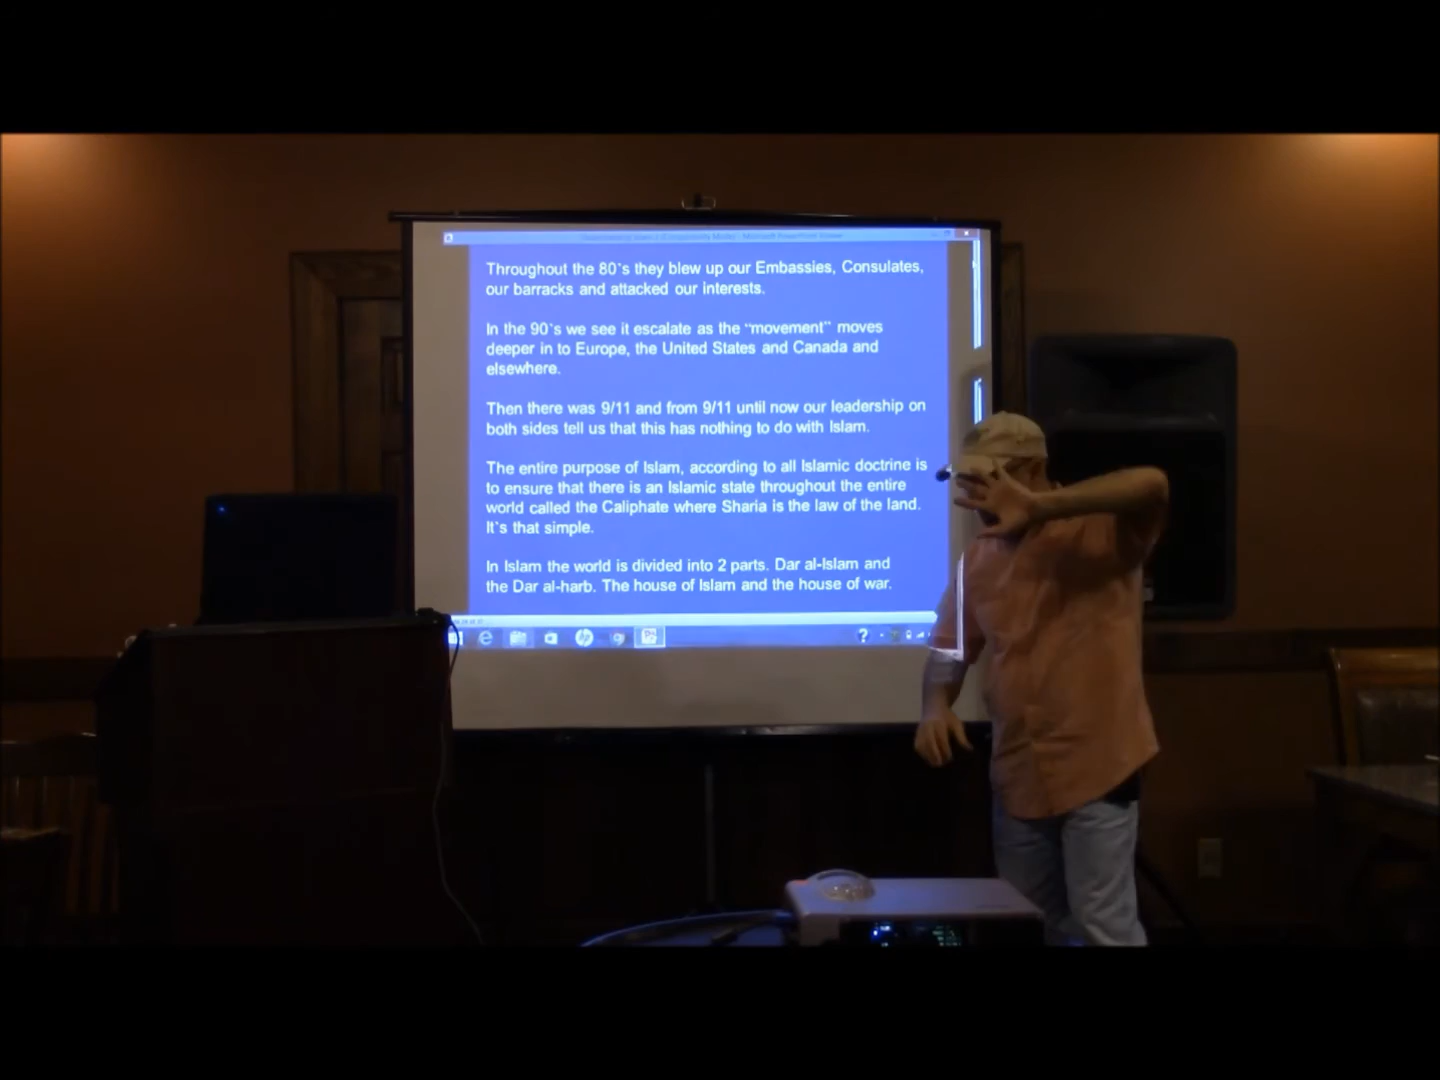 Throughout the 80's they blew up our Embassies, Consulates,
our barracks and attacked our interests.
In the 90's we see it escalate as the "movement" moves
deeper in to Europe, the United States and Canada and
elsewhere.
Then there was 9/11 and from 9/11 until now our leadership on
both sides tell us that this has nothing to do with Islam.
The entire purpose of Islam, according to all Islamic doctrine is
to ensure that there is an Islamic state throughout the entire
world called the Caliphate where Sharia is the law of the land.
It's that simple.
In Islam the world is divided into 2 parts. Dar al-Islam and
the Dar al-harb. The house of Islam and the house of war.